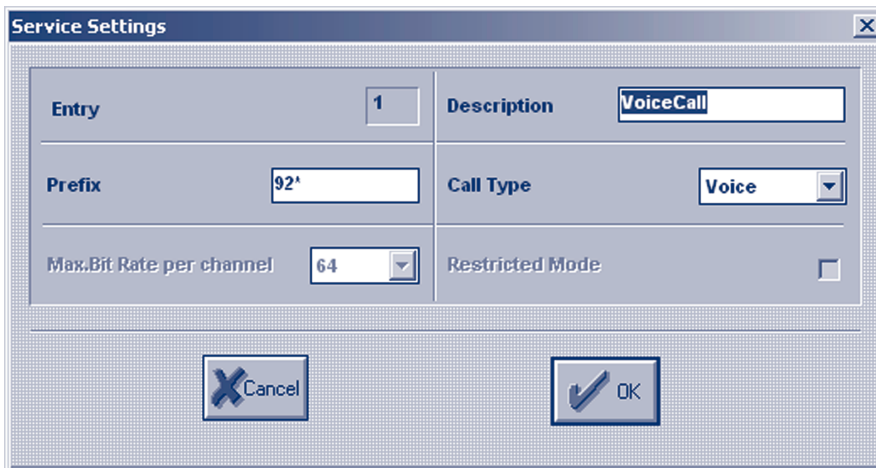 Service Settings
Entry 1 Description VoiceCall
Prefix 92* Call Type Voice
Max.Bit Rate per channel 64 Restricted Mode
Cancel OK